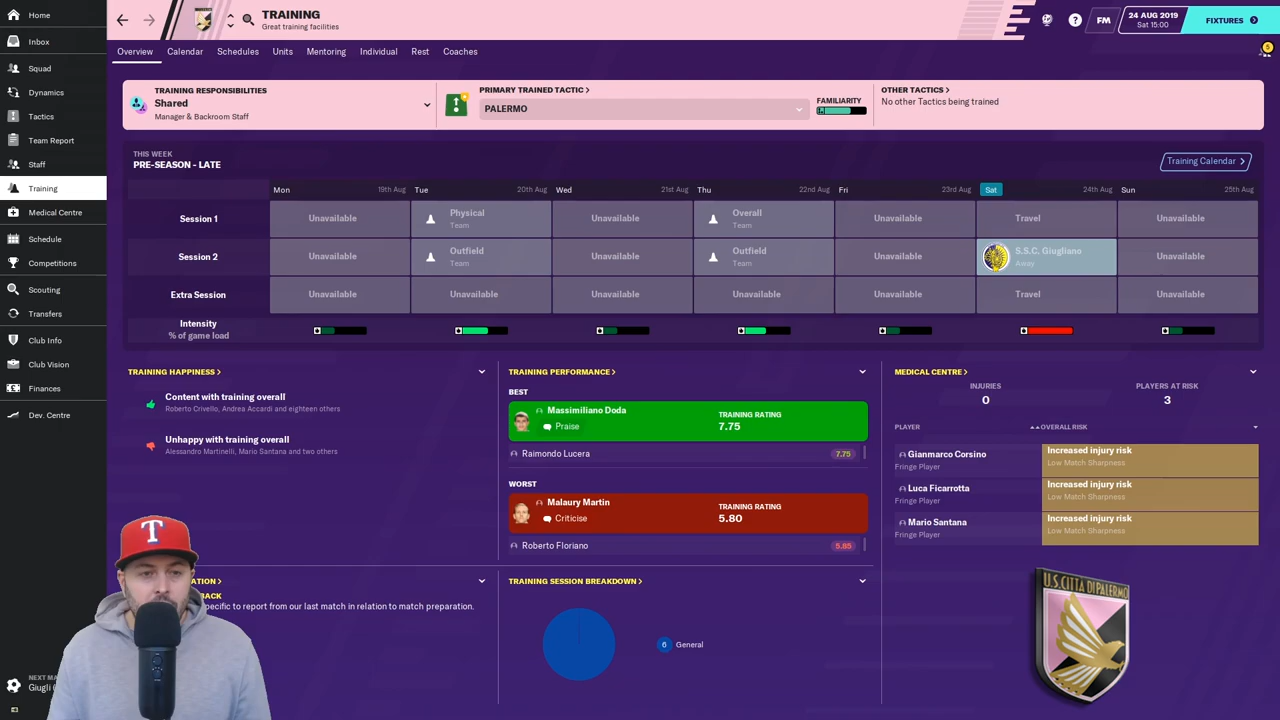 Home
Inbox
Squad
Dynamics
Tactics
Team Report
Staff
Training
Medical Centre
Schedule
Competitions
Scouting
Transfers
Club Info
Club Vision
Finances
Dev. Centre
NEXT MA
Giugli (
TRAINING
Great training facilities
FM
24 AUG 2019
Sat 15:00
FIXTURES
Overview Calendar Schedules Units Mentoring Individual Rest Coaches
5
TRAINING RESPONSIBILITIES
Shared
Manager & Backroom Staff
PRIMARY TRAINED TACTIC
PALERMO
FAMILIARITY
OTHER TACTICS
No other Tactics being trained
THIS WEEK
PRE-SEASON - LATE
Training Calendar
Mon 19th Aug Tue 20th Aug Wed 21st Aug Thu 22nd Aug Fri 23rd Aug Sat 24th Aug Sun 25th Aug
Session 1 Unavailable Physical Unavailable Overall Unavailable Travel Unavailable
Team Team
Session 2 Unavailable Outfield Unavailable Outfield Unavailable S.S.C. Giugliano Unavailable
Team Team Away
Extra Session Unavailable Unavailable Unavailable Unavailable Unavailable Travel Unavailable
Intensity
% of game load
TRAINING HAPPINESS
Content with training overall
Roberto Crivello, Andrea Accardi and eighteen others
Unhappy with training overall
Alessandro Martinelli, Mario Santana and two others
ATION
BACK
pecific to report from our last match in relation to match preparation.
TRAINING PERFORMANCE
BEST
Massimiliano Doda
Praise
TRAINING RATING
7.75
Raimondo Lucera 7.75
WORST
Malaury Martin
Criticise
TRAINING RATING
5.80
Roberto Floriano 5.85
TRAINING SESSION BREAKDOWN
6 General
MEDICAL CENTRE
INJURIES
0
PLAYERS AT RISK
3
PLAYER OVERALL RISK
Gianmarco Corsino
Fringe Player
Increased injury risk
Low Match Sharpness
Luca Ficarrotta
Fringe Player
Increased injury risk
Low Match Sharpness
Mario Santana
Fringe Player
Increased injury risk
Low Match Sharpness
U.S. CITTÀ DI PALERMO
T